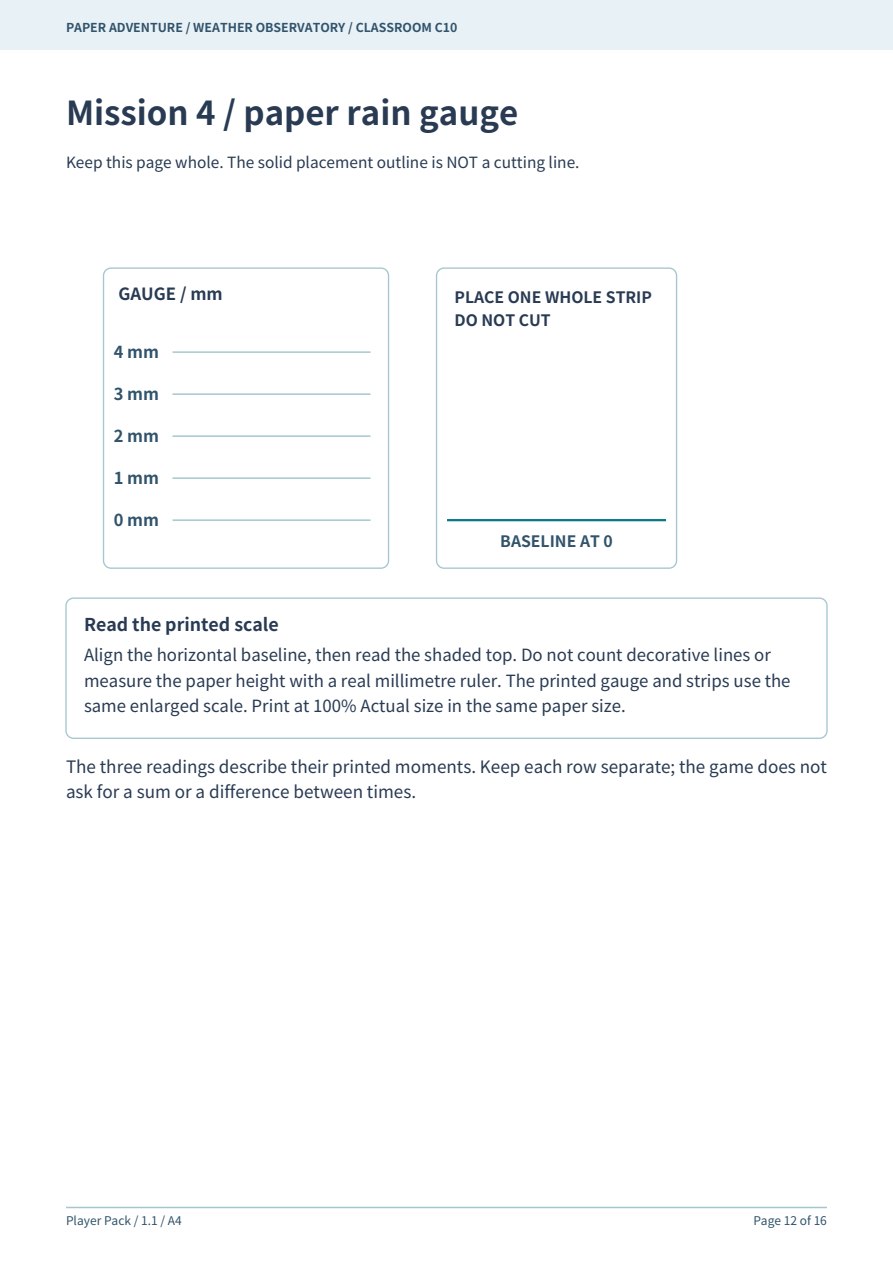 PAPER ADVENTURE / WEATHER OBSERVATORY / CLASSROOM C10
Mission 4 / paper rain gauge
Keep this page whole. The solid placement outline is NOT a cutting line.
GAUGE / mm
4 mm
3 mm
2 mm
1 mm
0 mm
PLACE ONE WHOLE STRIP
DO NOT CUT
BASELINE AT 0
Read the printed scale
Align the horizontal baseline, then read the shaded top. Do not count decorative lines or
measure the paper height with a real millimetre ruler. The printed gauge and strips use the
same enlarged scale. Print at 100% Actual size in the same paper size.
The three readings describe their printed moments. Keep each row separate; the game does not
ask for a sum or a difference between times.
Player Pack / 1.1 / A4
Page 12 of 16